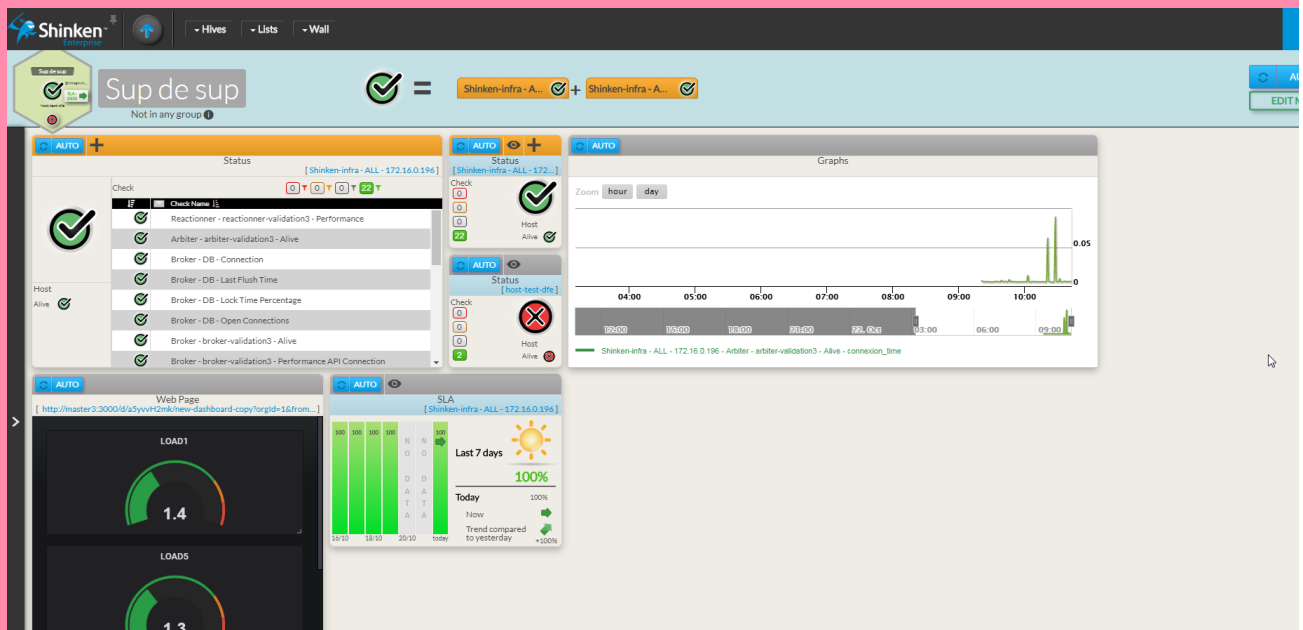 Shinken™
Enterprise
Hives Lists Wall
Sup de sup
Sup de sup
Not in any group
=
Shinken-infra - A... + Shinken-infra - A...
EDIT M
AUTO
Status
[ Shinken-infra - ALL - 172.16.0.196 ]
Check
0 0 0 22
Check Name
Reactionner - reactionner-validation3 - Performance
Arbiter - arbiter-validation3 - Alive
Broker - DB - Connection
Broker - DB - Last Flush Time
Broker - DB - Lock Time Percentage
Broker - DB - Open Connections
Broker - broker-validation3 - Alive
Broker - broker-validation3 - Performance API Connection
Host
Alive
AUTO
Status
[Shinken-infra - ALL - 172...]
Check
0
0
0
22
Host
Alive
AUTO
Status
[ host-test-dfe ]
Check
0
0
0
2
Host
Alive
AUTO
Graphs
Zoom hour day
0.05
0
04:00 05:00 06:00 07:00 08:00 09:00 10:00
12:00 15:00 18:00 21:00 22. Oct 03:00 06:00 09:00
Shinken-infra - ALL - 172.16.0.196 - Arbiter - arbiter-validation3 - Alive - connexion_time
AUTO
Web Page
[ http://master3:3000/d/a5yvvH2mk/new-dashboard-copy?orgId=1&from... ]
LOAD1
1.4
LOAD5
1.3
AUTO
SLA
[ Shinken-infra - ALL - 172.16.0.196 ]
100 100 100 100 NO DATA NO DATA 100
16/10 18/10 20/10 today
Last 7 days
100%
Today 100%
Now
Trend compared
to yesterday +100%